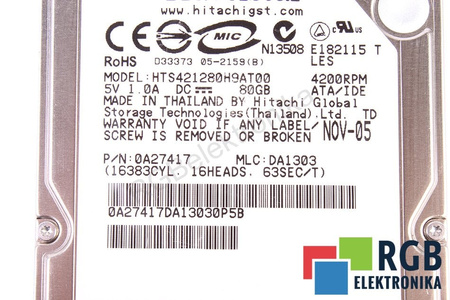 www.hitachigst.com
MIC
N13508 E182115 T
RoHS D33373 05-2159(B) LES
MODEL: HTS421280H9AT00 4200RPM
5V 1.0A DC 80GB ATA/IDE
MADE IN THAILAND BY Hitachi Global
Storage Technologies(Thailand) Ltd. TD
WARRANTY VOID IF ANY LABEL/
SCREW IS REMOVED OR BROKEN NOV-05
P/N: 0A27417 MLC: DA1303
(16383CYL. 16HEADS. 63SEC/T)
0A27417DA13030P5B
RGB
ELEKTRONIKA